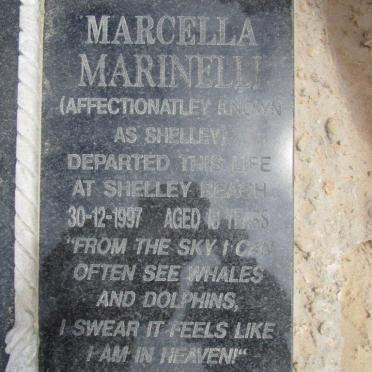 MARCELLA
MARINELLI
(AFFECTIONATLEY KNOWN
AS SHELLEY)
DEPARTED THIS LIFE
AT SHELLEY BEACH
30-12-1997 AGED YEARS
"FROM THE SKY I CAN
OFTEN SEE WHALES
AND DOLPHINS,
I SWEAR IT FEELS LIKE
I AM IN HEAVEN!"